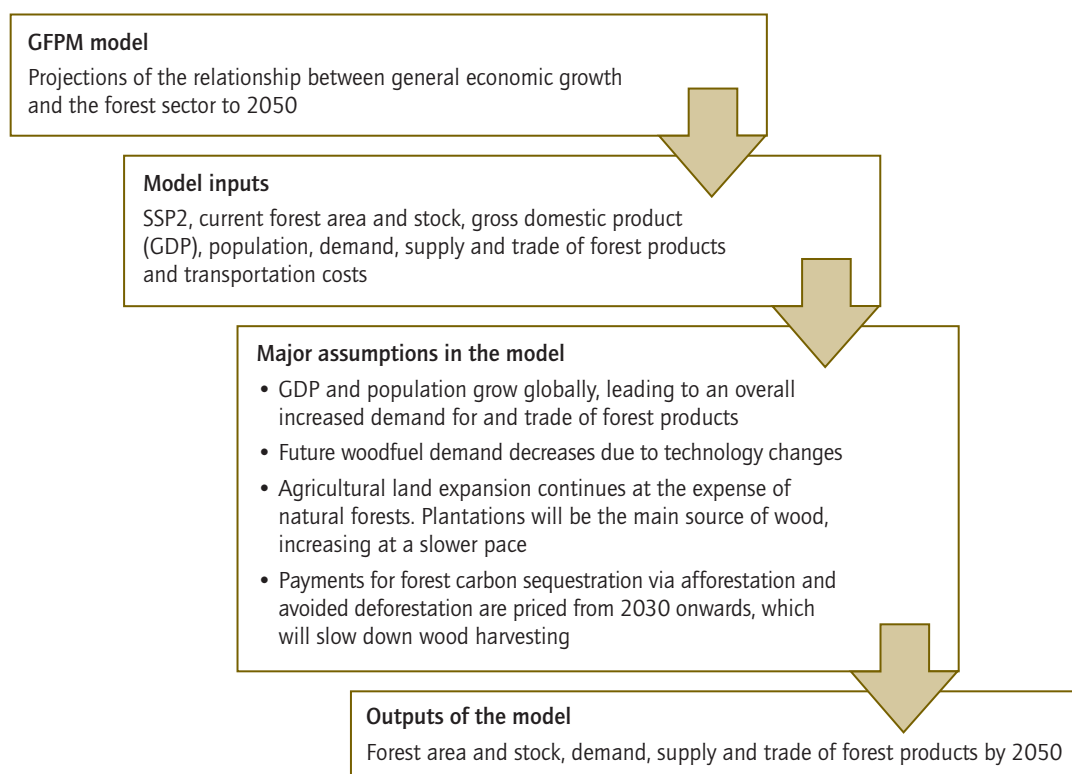 GFPM model
Projections of the relationship between general economic growth
and the forest sector to 2050
Model inputs
SSP2, current forest area and stock, gross domestic product
(GDP), population, demand, supply and trade of forest products
and transportation costs
Major assumptions in the model
• GDP and population grow globally, leading to an overall
increased demand for and trade of forest products
• Future woodfuel demand decreases due to technology changes
• Agricultural land expansion continues at the expense of
natural forests. Plantations will be the main source of wood,
increasing at a slower pace
• Payments for forest carbon sequestration via afforestation and
avoided deforestation are priced from 2030 onwards, which
will slow down wood harvesting
Outputs of the model
Forest area and stock, demand, supply and trade of forest products by 2050